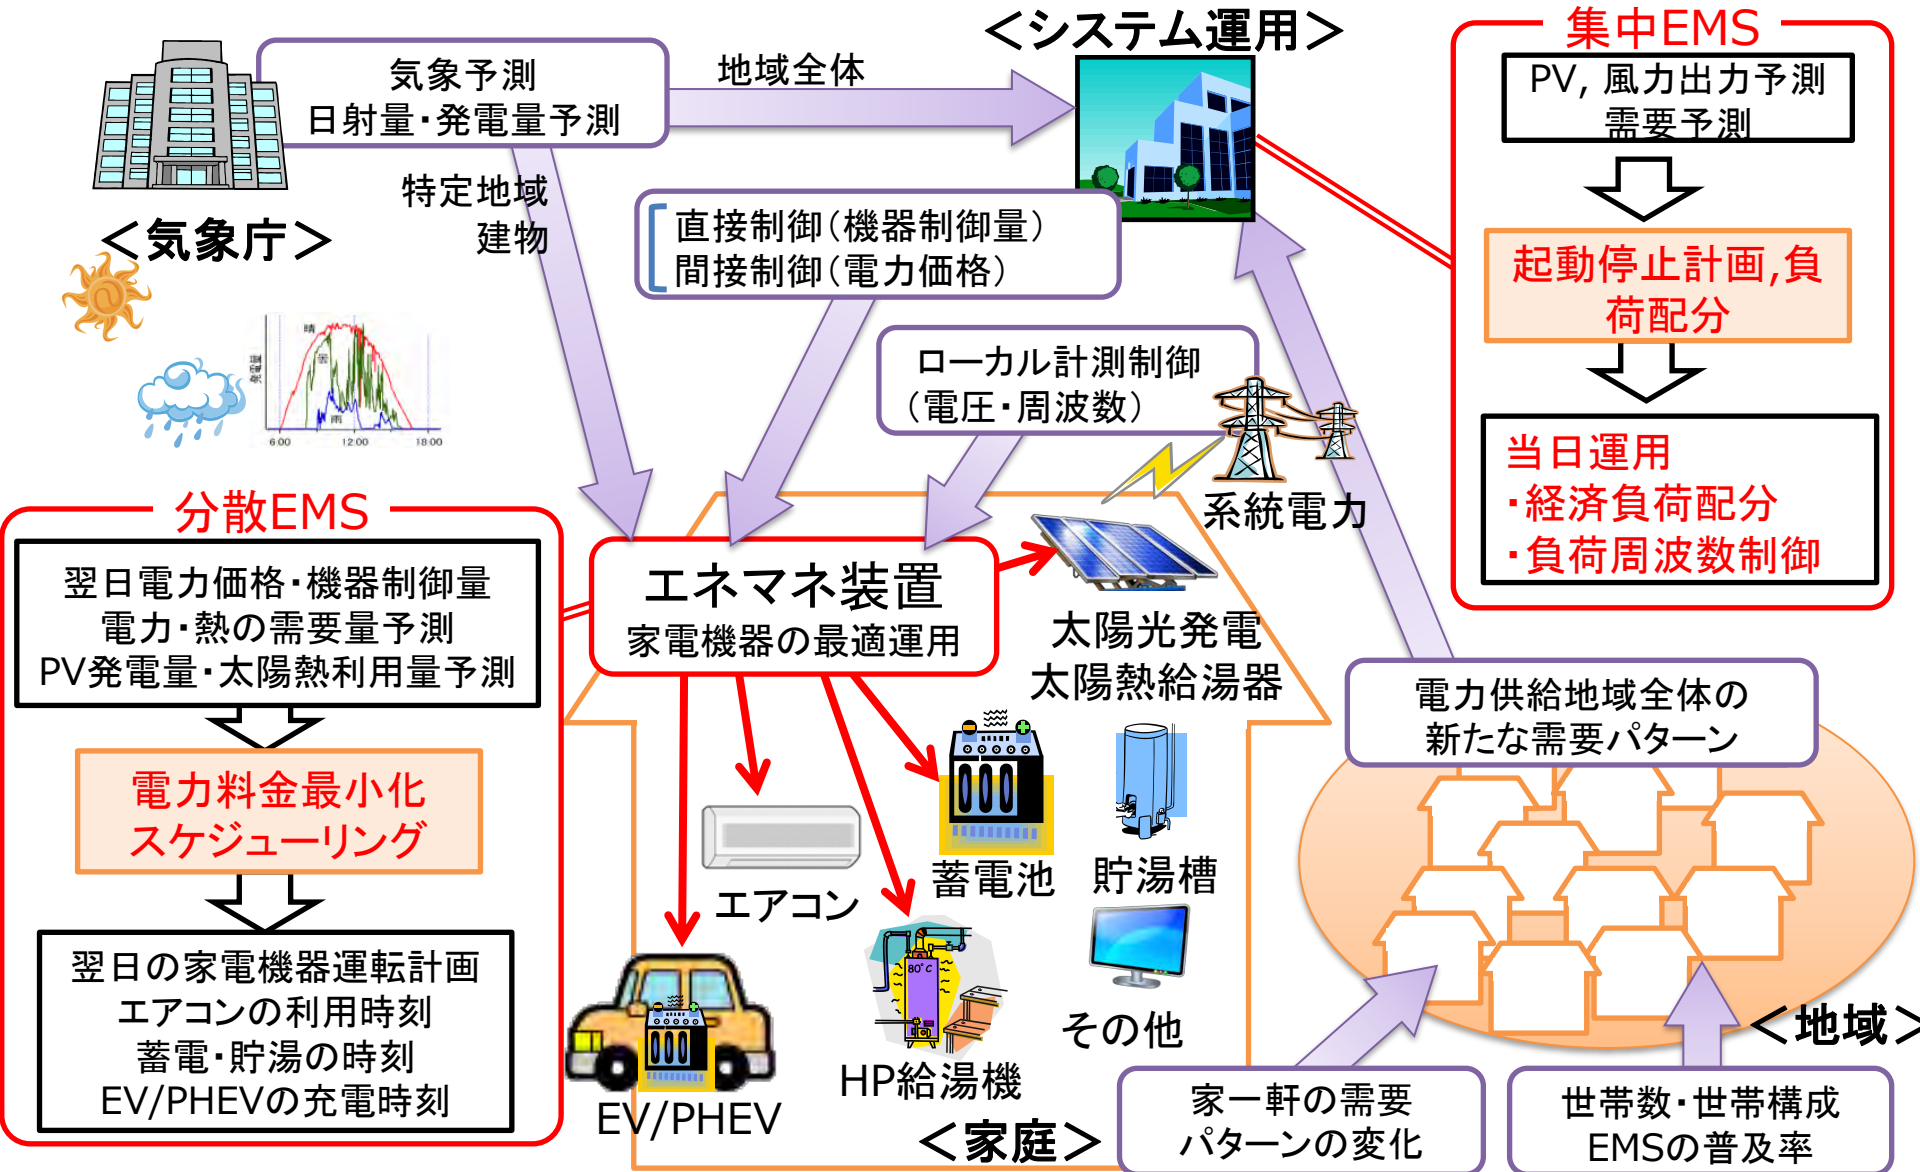 ＜システム運用＞
集中EMS
気象予測
日射量・発電量予測
地域全体
PV, 風力出力予測
需要予測
特定地域
建物
＜気象庁＞
直接制御（機器制御量）
間接制御（電力価格）
起動停止計画,負
荷配分
ローカル計測制御
（電圧・周波数）
発電量
晴
曇
雨
6:00
12:00
18:00
当日運用
・経済負荷配分
・負荷周波数制御
系統電力
分散EMS
翌日電力価格・機器制御量
電力・熱の需要量予測
PV発電量・太陽熱利用量予測
エネマネ装置
家電機器の最適運用
太陽光発電
太陽熱給湯器
電力供給地域全体の
新たな需要パターン
電力料金最小化
スケジューリング
エアコン
蓄電池
貯湯槽
翌日の家電機器運転計画
エアコンの利用時刻
蓄電・貯湯の時刻
EV/PHEVの充電時刻
80°C
その他
HP給湯機
EV/PHEV
＜家庭＞
＜地域＞
家一軒の需要
パターンの変化
世帯数・世帯構成
EMSの普及率